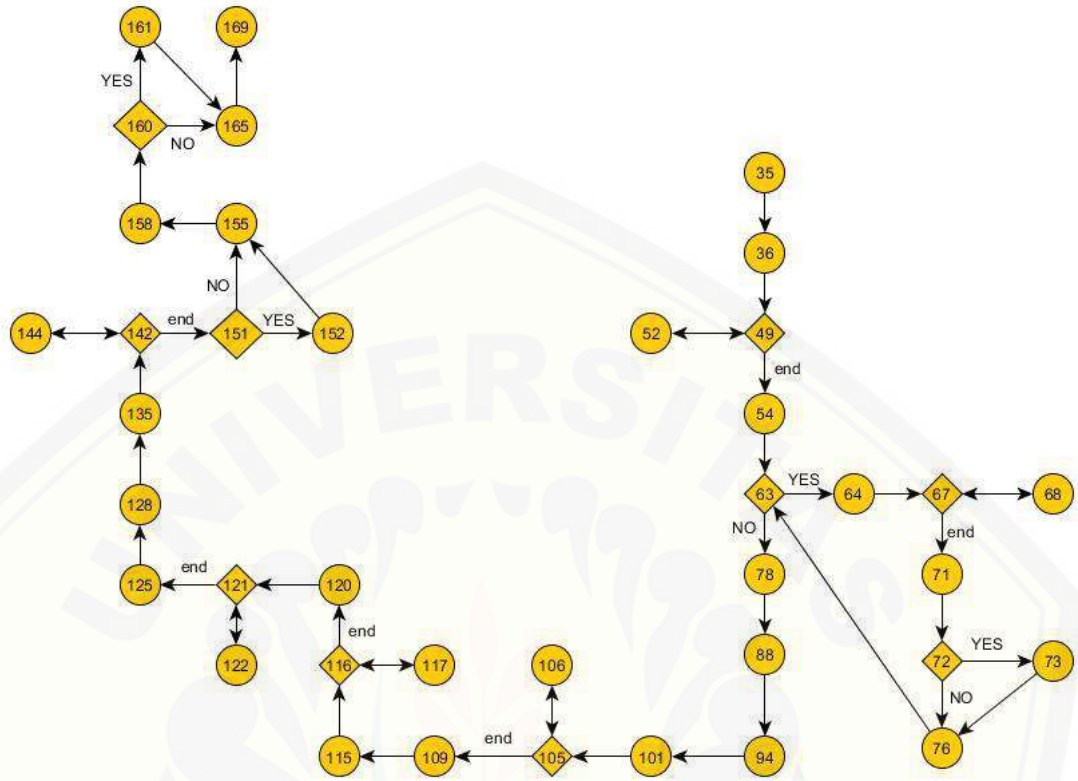 161 169
YES
160 165
NO
35
158 155
36
NO
144 142 end 151 YES 152 52 49
end
135 54
128 63 YES 64 67 68
NO
end
125 end 121 120 78 71
end
122 116 117 106 88 72 YES 73
NO
115 109 end 105 101 94 76
UNIVERSITAS